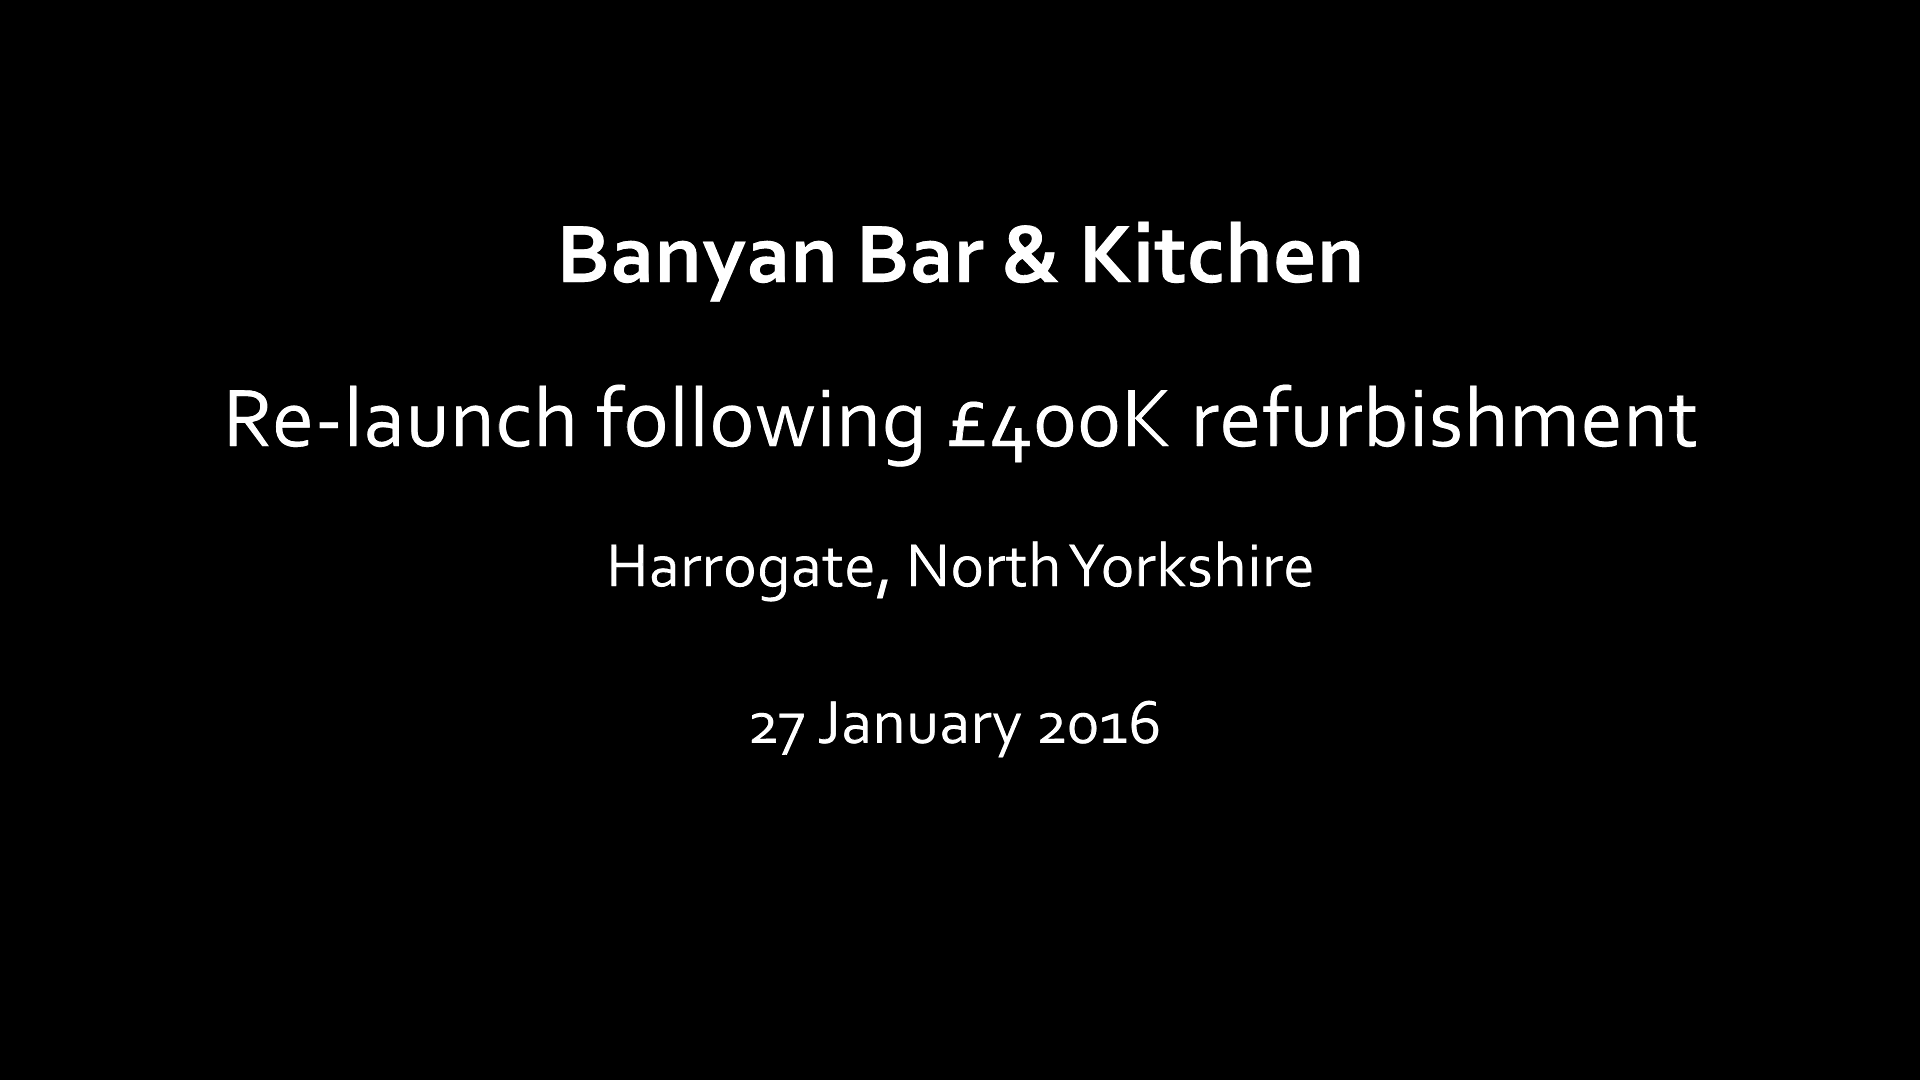 Banyan Bar & Kitchen
Re-launch following £400K refurbishment
Harrogate, North Yorkshire
27 January 2016